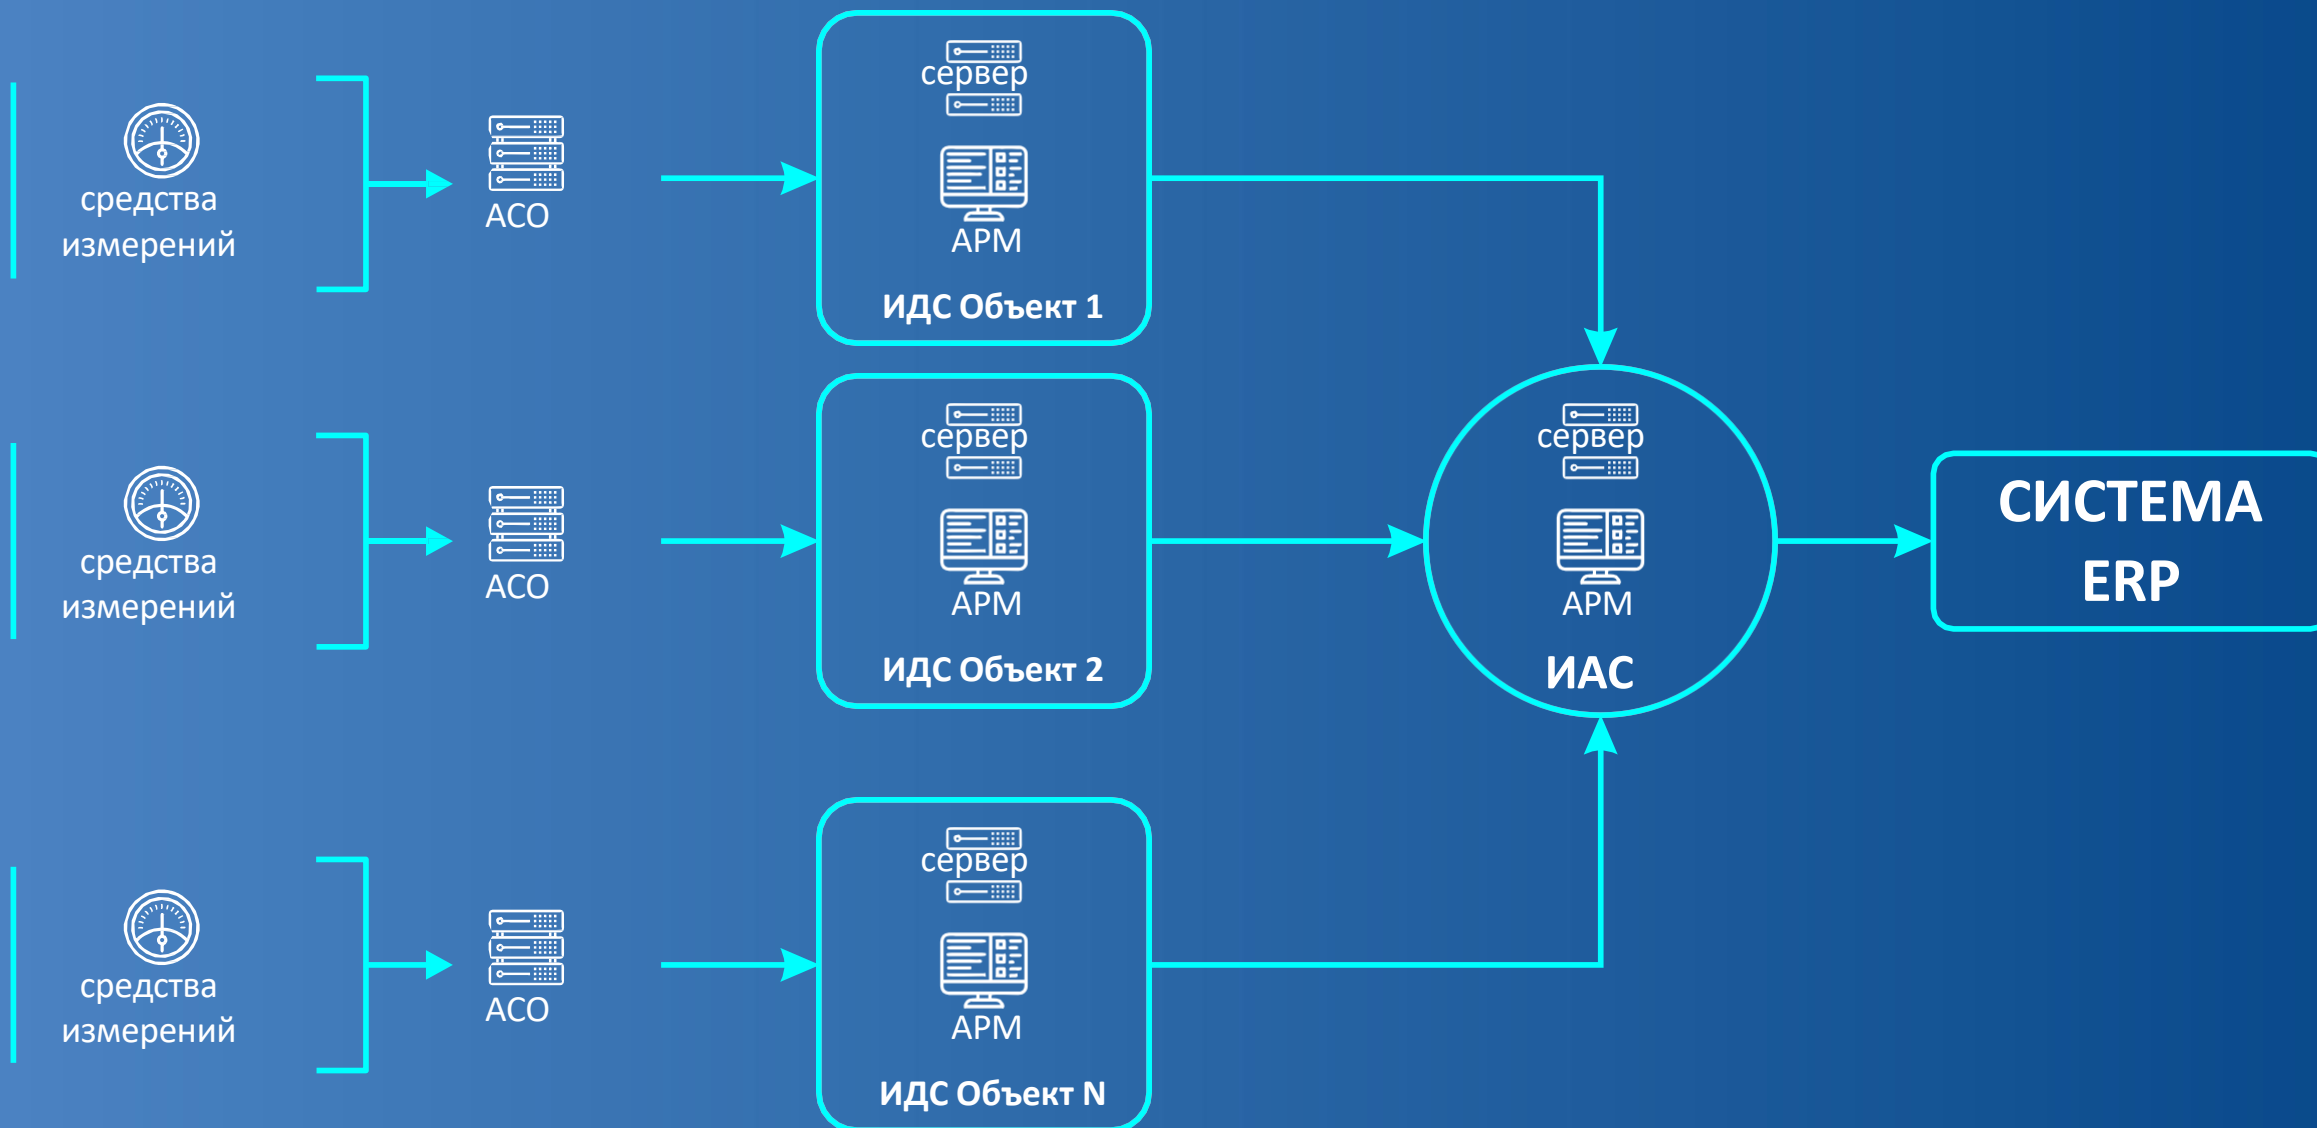 средства
измерений
АСО
сервер
АРМ
ИДС Объект 1
средства
измерений
АСО
сервер
АРМ
ИДС Объект 2
сервер
АРМ
ИАС
СИСТЕМА
ERP
средства
измерений
АСО
сервер
АРМ
ИДС Объект N